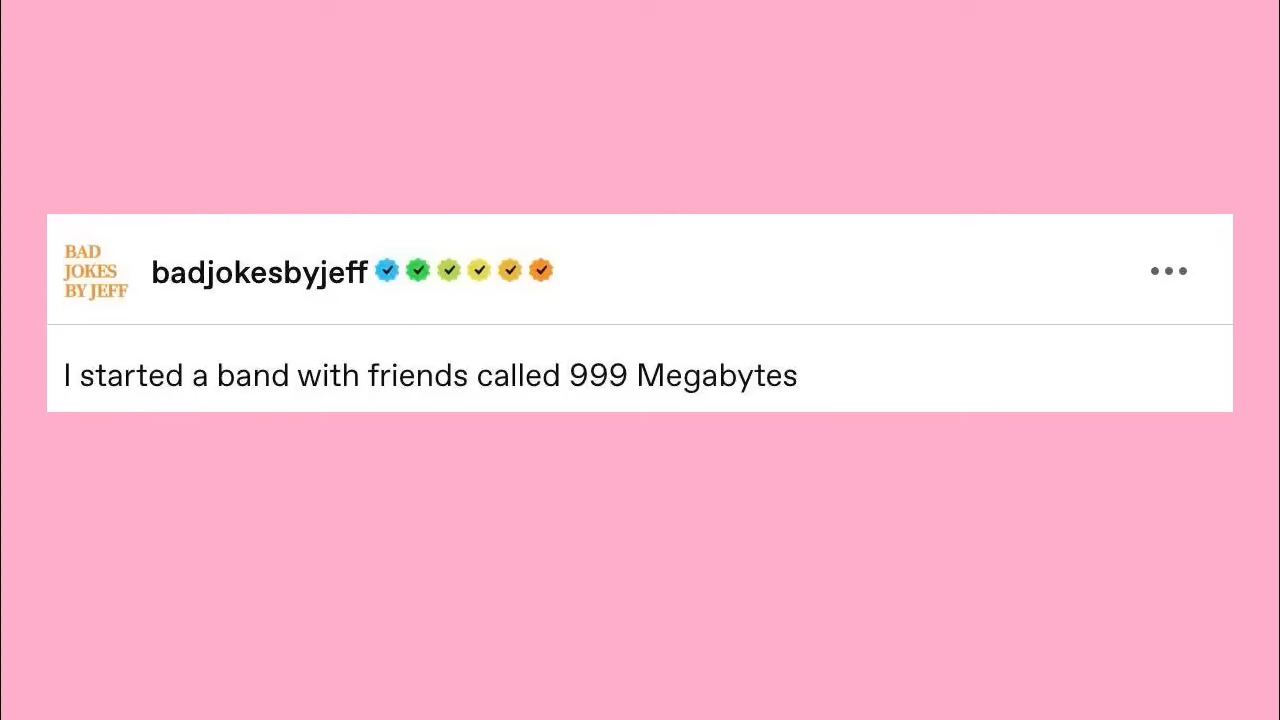 BAD
JOKES
BY JEFF
badjokesbyjeff
I started a band with friends called 999 Megabytes